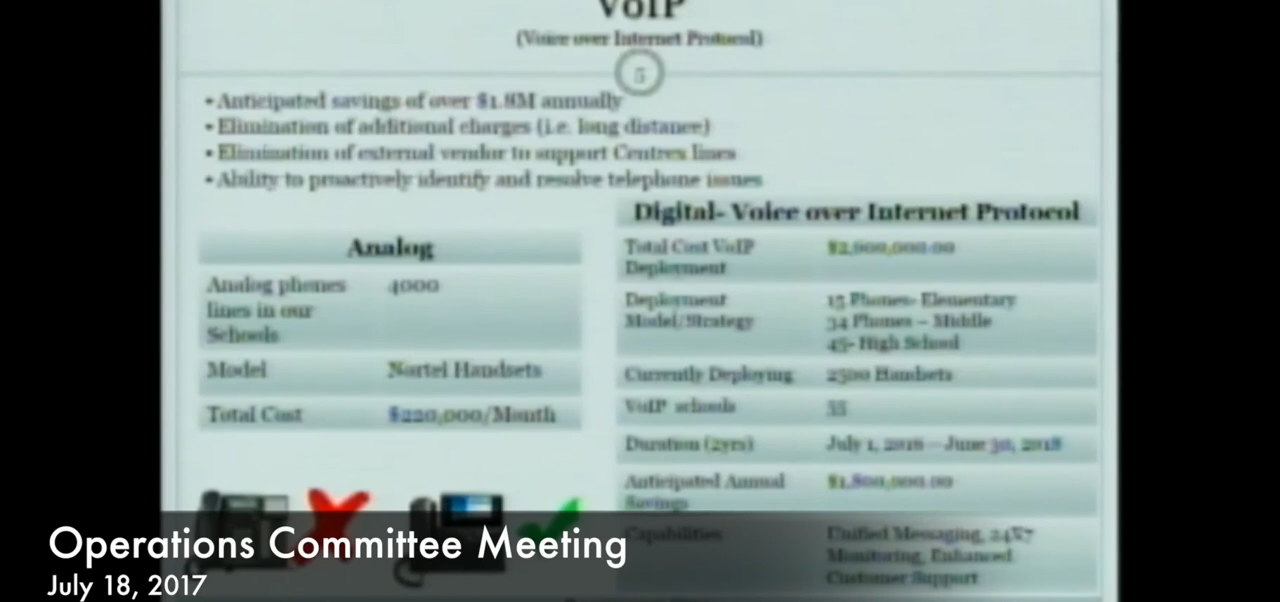 VoIP
(Voice over Internet Protocol)
5
• Anticipated savings of over $1.8M annually
• Elimination of additional charges (i.e. long distance)
• Elimination of external vendor to support Centrex lines
• Ability to proactively identify and resolve telephone issues
Analog
Analog phones 4000
lines in our
Schools
Model Nortel Handsets
Total Cost $220,000/Month
Digital- Voice over Internet Protocol
Total Cost VoIP
Deployment
Deployment 15 Phones- Elementary
Model/Strategy 34 Phones – Middle
45- High School
Currently Deploying 2500 Handsets
VoIP schools 55
Duration (2yrs) July 1, 2016 – June 30, 2018
Anticipated Annual $1,800,000.00
Savings
Capabilities Unified Messaging, 24X7
Monitoring, Enhanced
Customer Support
Operations Committee Meeting
July 18, 2017